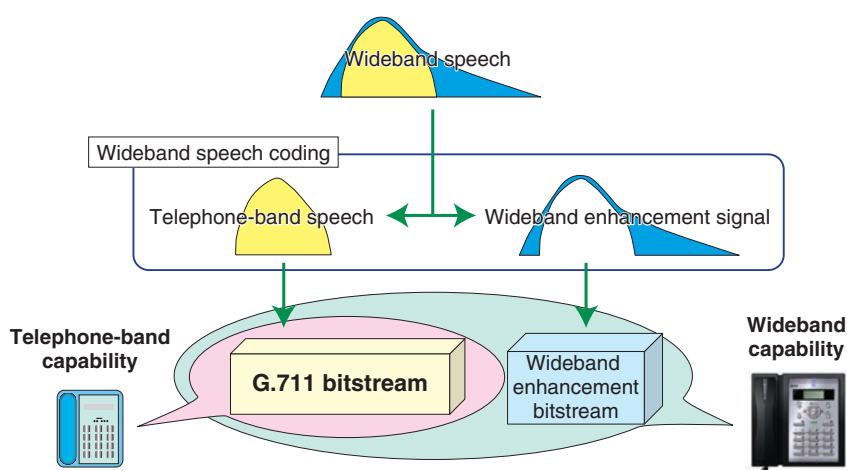 Wideband speech
Wideband speech coding
Telephone-band speech
Wideband enhancement signal
Telephone-band
capability
Wideband
capability
G.711 bitstream
Wideband
enhancement
bitstream